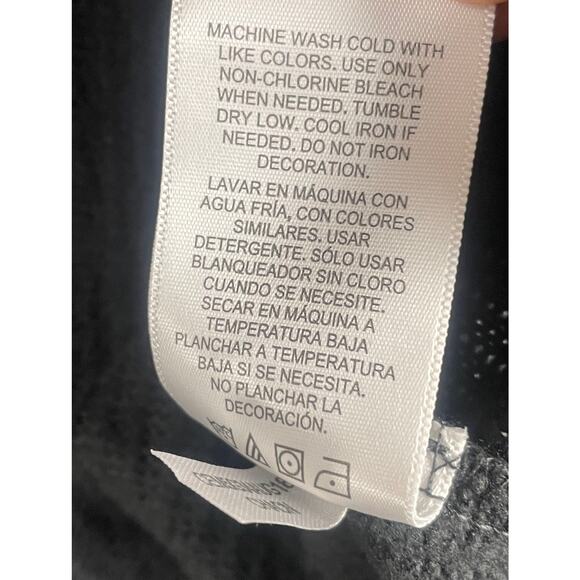 MACHINE WASH COLD WITH
LIKE COLORS. USE ONLY
NON-CHLORINE BLEACH
WHEN NEEDED. TUMBLE
DRY LOW. COOL IRON IF
NEEDED. DO NOT IRON
DECORATION.
LAVAR EN MÁQUINA CON
AGUA FRÍA, CON COLORES
SIMILARES. USAR
DETERGENTE. SÓLO USAR
BLANQUEADOR SIN CLORO
CUANDO SE NECESITE.
SECAR EN MÁQUINA A
TEMPERATURA BAJA
PLANCHAR A TEMPERATURA
BAJA SI SE NECESITA.
NO PLANCHAR LA
DECORACIÓN.